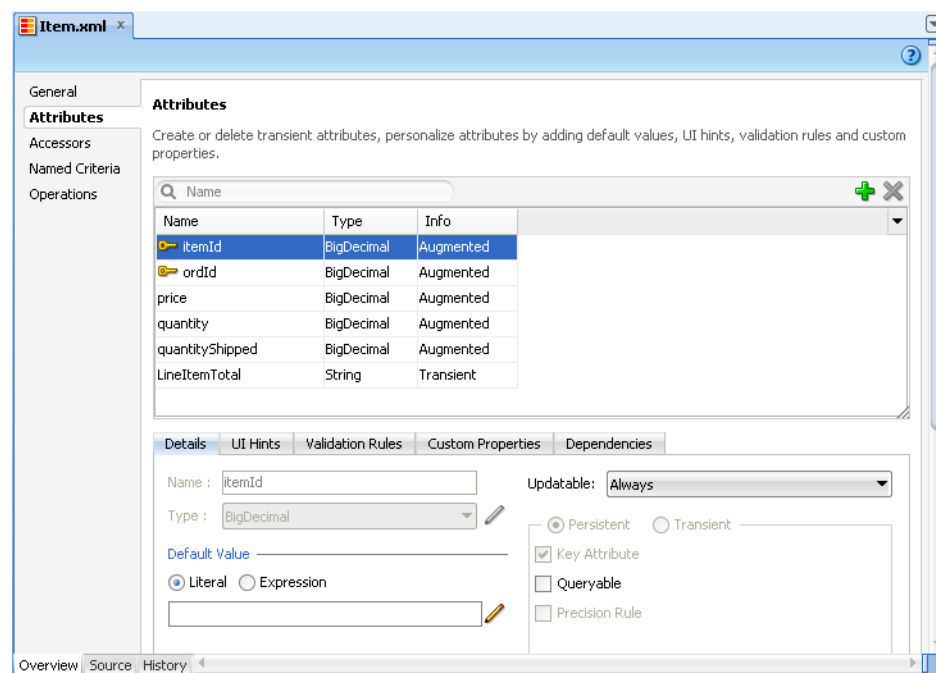 Item.xml x
General
Attributes
Accessors
Named Criteria
Operations
Attributes
Create or delete transient attributes, personalize attributes by adding default values, UI hints, validation rules and custom
properties.
Name
Name Type Info
itemId BigDecimal Augmented
ordId BigDecimal Augmented
price BigDecimal Augmented
quantity BigDecimal Augmented
quantityShipped BigDecimal Augmented
LineItemTotal String Transient
Details UI Hints Validation Rules Custom Properties Dependencies
Name : itemId Updatable: Always
Type : BigDecimal
Persistent Transient
Default Value Key Attribute
Literal Expression Queryable
Precision Rule
Overview Source History